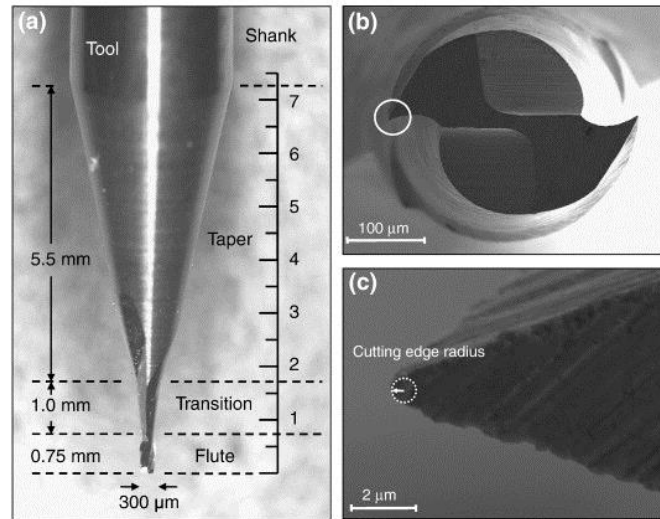 (a)
Tool
Shank
7
6
5
4
3
2
1
5.5 mm
Taper
1.0 mm
Transition
0.75 mm
Flute
300 µm
(b)
100 µm
(c)
Cutting edge radius
2 µm